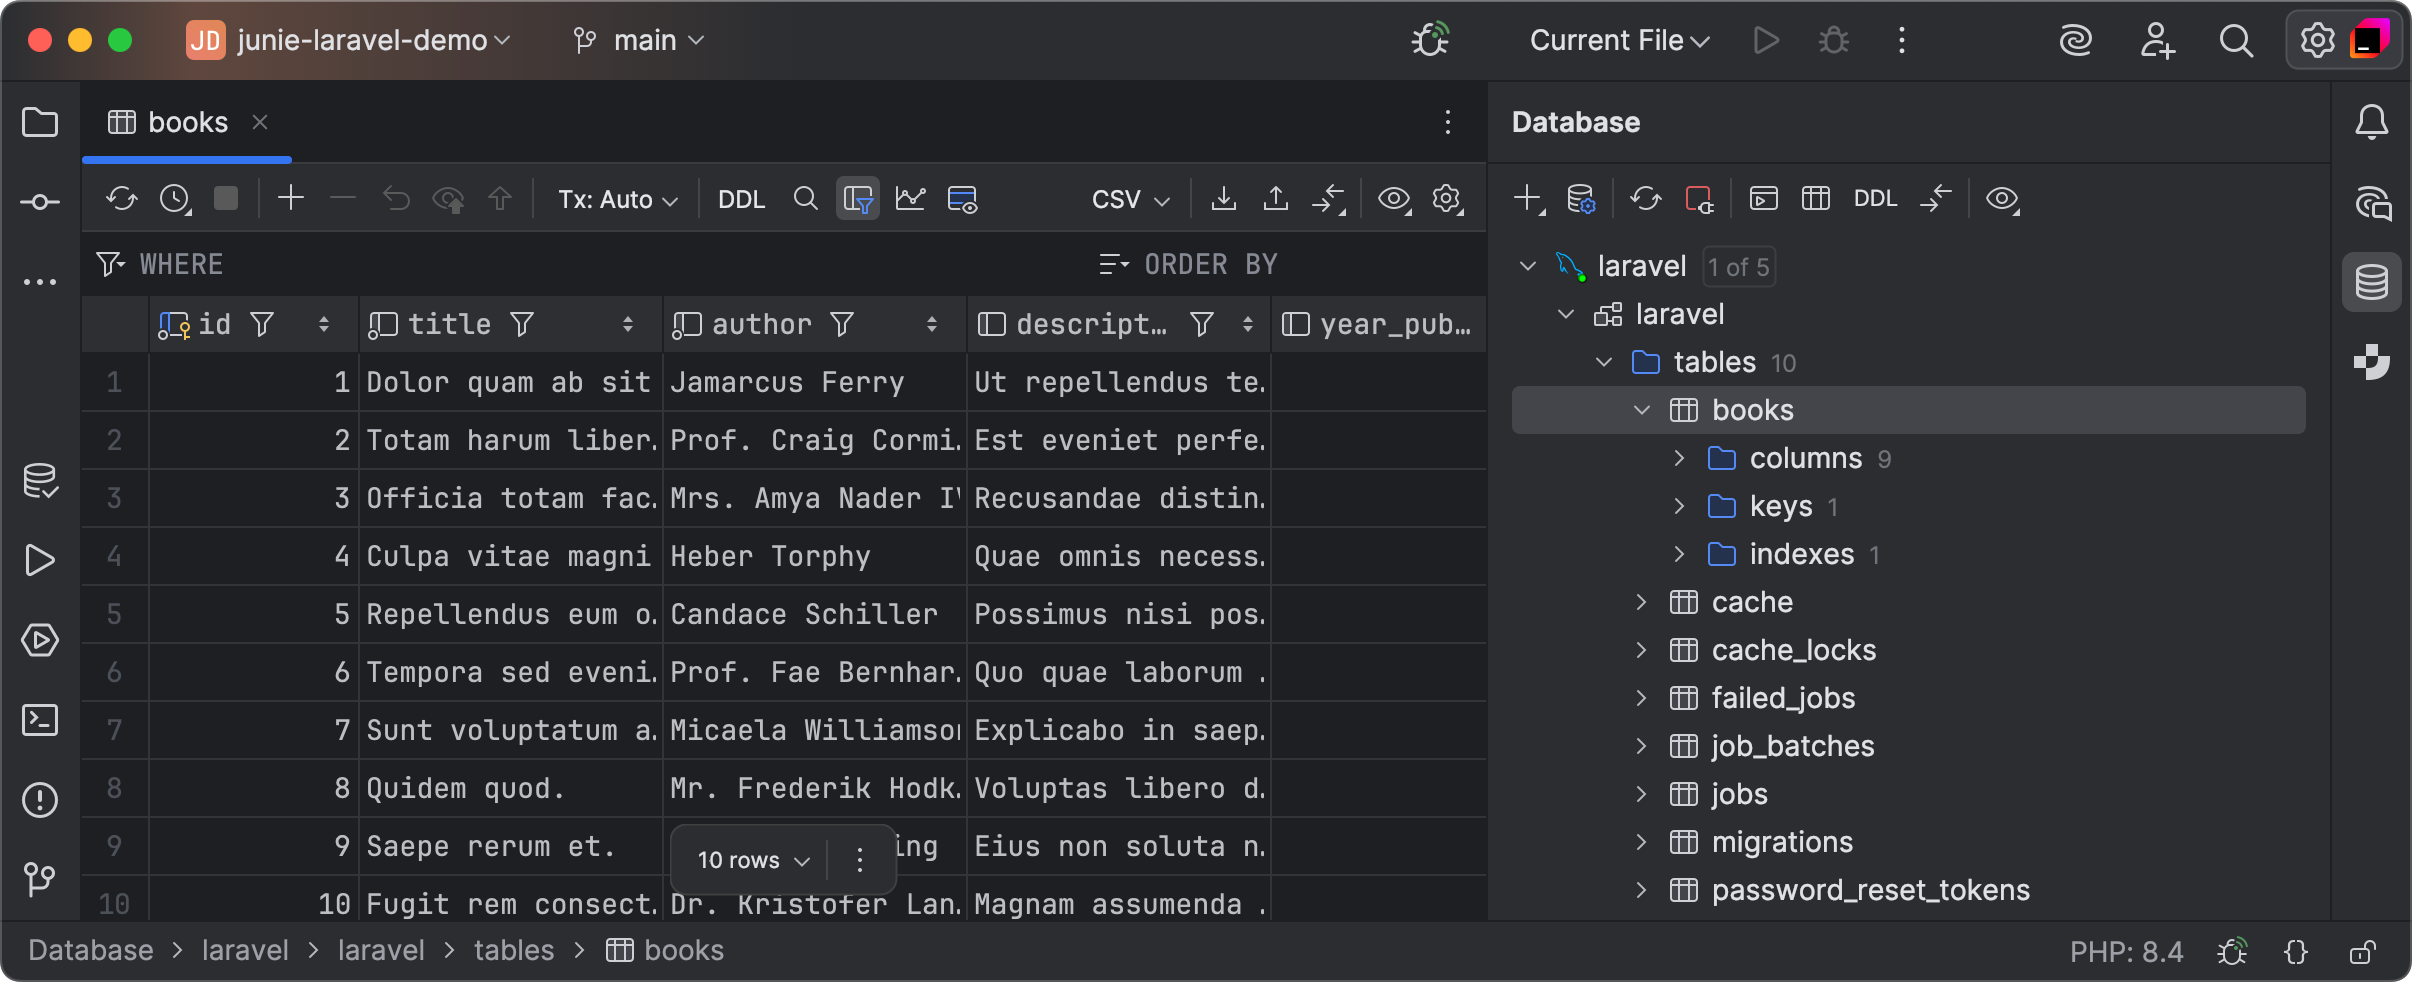 JD junie-laravel-demo main Current File
books
Tx: Auto DDL CSV
WHERE ORDER BY
id title author descript... year_pub...
1 1 Dolor quam ab sit Jamarcus Ferry Ut repellendus te.
2 2 Totam harum liber. Prof. Craig Cormi. Est eveniet perfe.
3 3 Officia totam fac. Mrs. Amya Nader IV Recusandae distin.
4 4 Culpa vitae magni Heber Torphy Quae omnis necess.
5 5 Repellendus eum o. Candace Schiller Possimus nisi pos.
6 6 Tempora sed eveni. Prof. Fae Bernhar. Quo quae laborum .
7 7 Sunt voluptatum a. Micaela Williamson Explicabo in saep.
8 8 Quidem quod. Mr. Frederik Hodk. Voluptas libero d.
9 9 Saepe rerum et. ing Eius non soluta n.
10 rows
10 10 Fugit rem consect. Dr. Kristofer Lan. Magnam assumenda .
Database
DDL
laravel 1 of 5
laravel
tables 10
books
columns 9
keys 1
indexes 1
cache
cache_locks
failed_jobs
job_batches
jobs
migrations
password_reset_tokens
Database > laravel > laravel > tables > books PHP: 8.4 {}